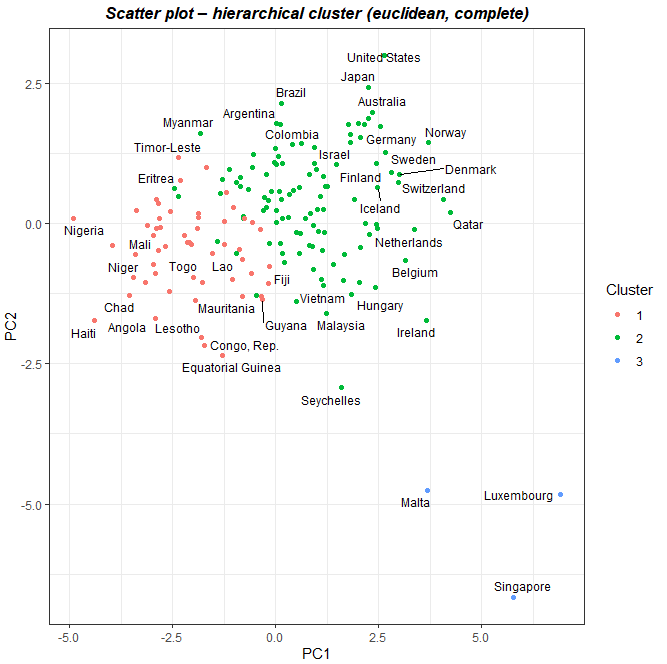 Scatter plot – hierarchical cluster (euclidean, complete)
United States
Japan
Brazil
Australia
Argentina
Myanmar
Colombia
Germany
Norway
Timor-Leste
Israel
Sweden
Denmark
Eritrea
Finland
Switzerland
Iceland
Qatar
Nigeria
Mali
Netherlands
Niger
Togo
Lao
Fiji
Belgium
Chad
Mauritania
Vietnam
Hungary
Haiti
Angola
Lesotho
Guyana
Malaysia
Ireland
Congo, Rep.
Equatorial Guinea
Seychelles
Malta
Luxembourg
Singapore
2.5
0.0
-2.5
-5.0
PC2
-5.0
-2.5
0.0
2.5
5.0
PC1
Cluster
1
2
3